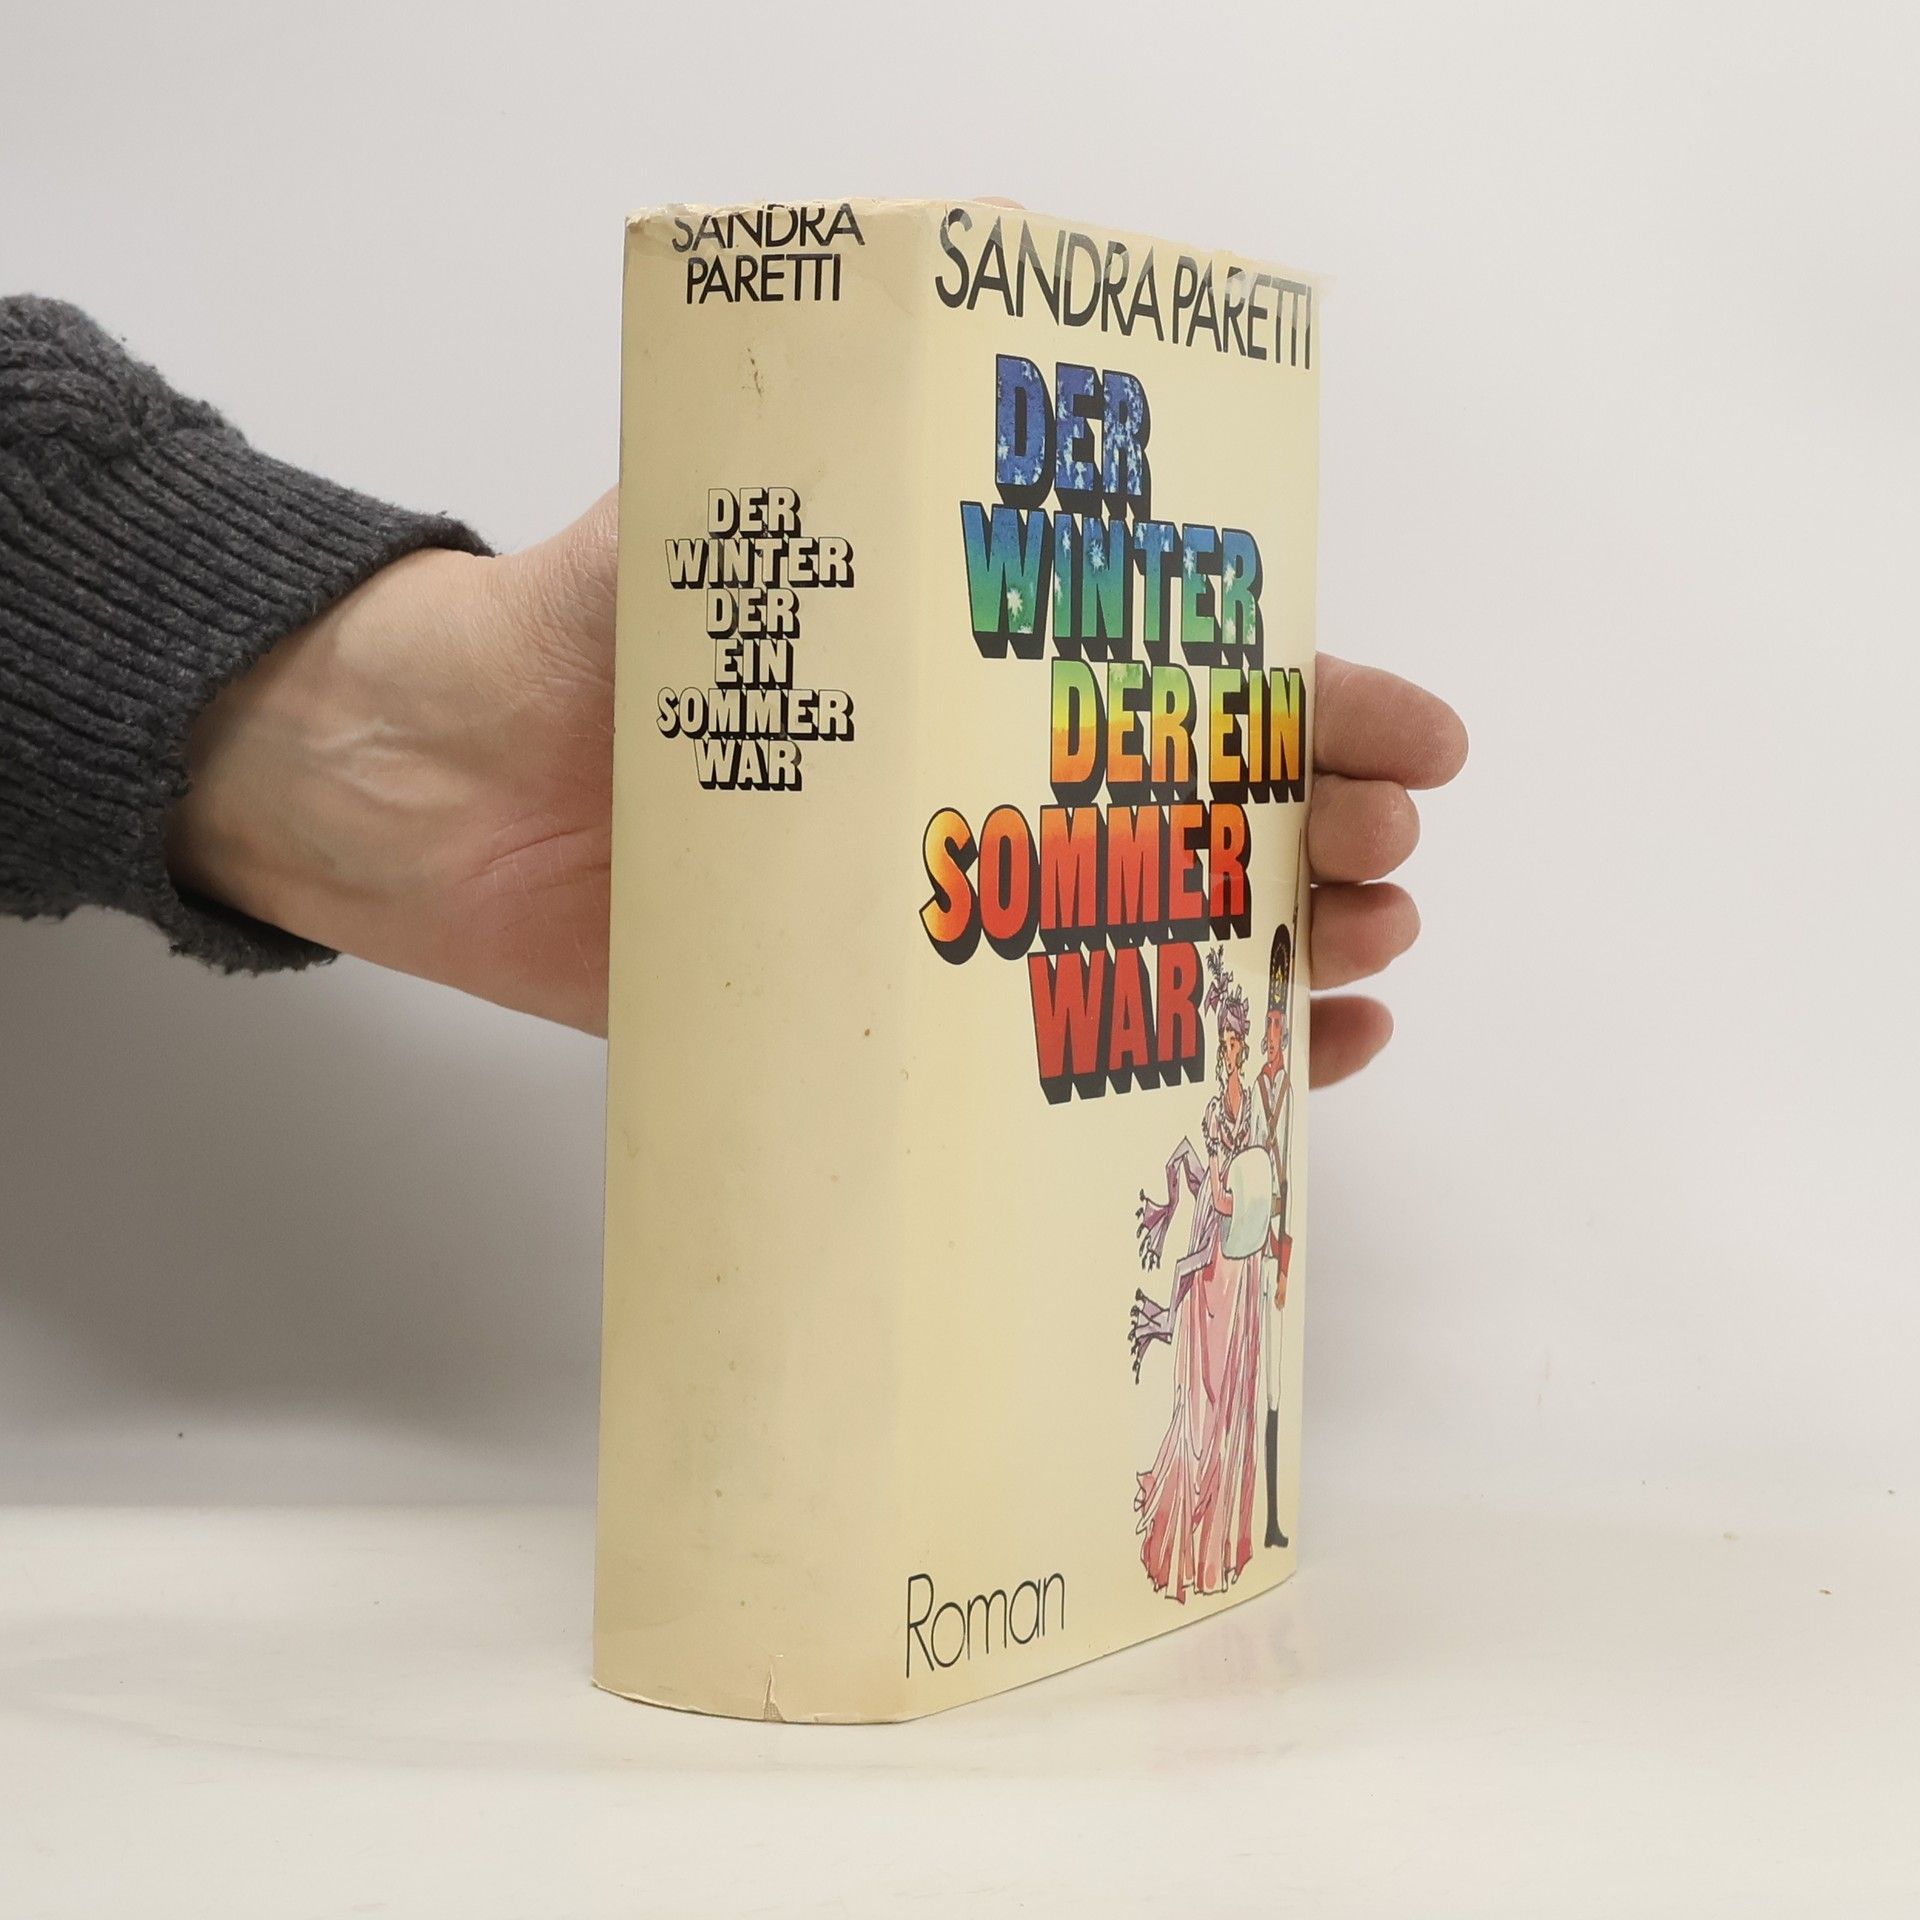 SANDRA
PARETTI
DER
WINTER
DER
EIN
SOMMER
WAR
SANDRA PARETTI
DER
WINTER
DER EIN
SOMMER
WAR
Roman